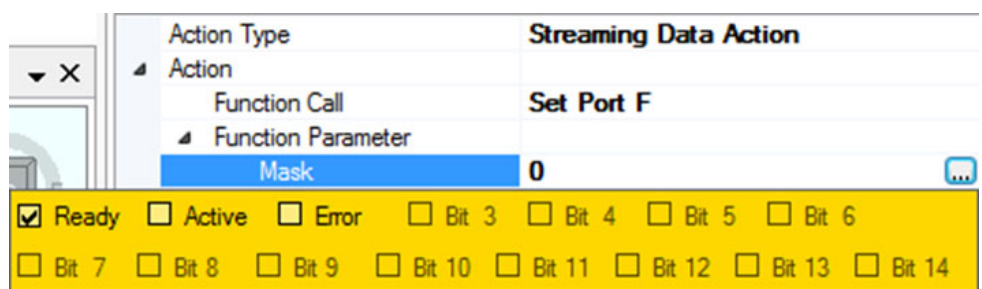 Action Type Streaming Data Action
Action
Function Call Set Port F
Function Parameter
Mask 0 ...
Ready Active Error Bit 3 Bit 4 Bit 5 Bit 6
Bit 7 Bit 8 Bit 9 Bit 10 Bit 11 Bit 12 Bit 13 Bit 14